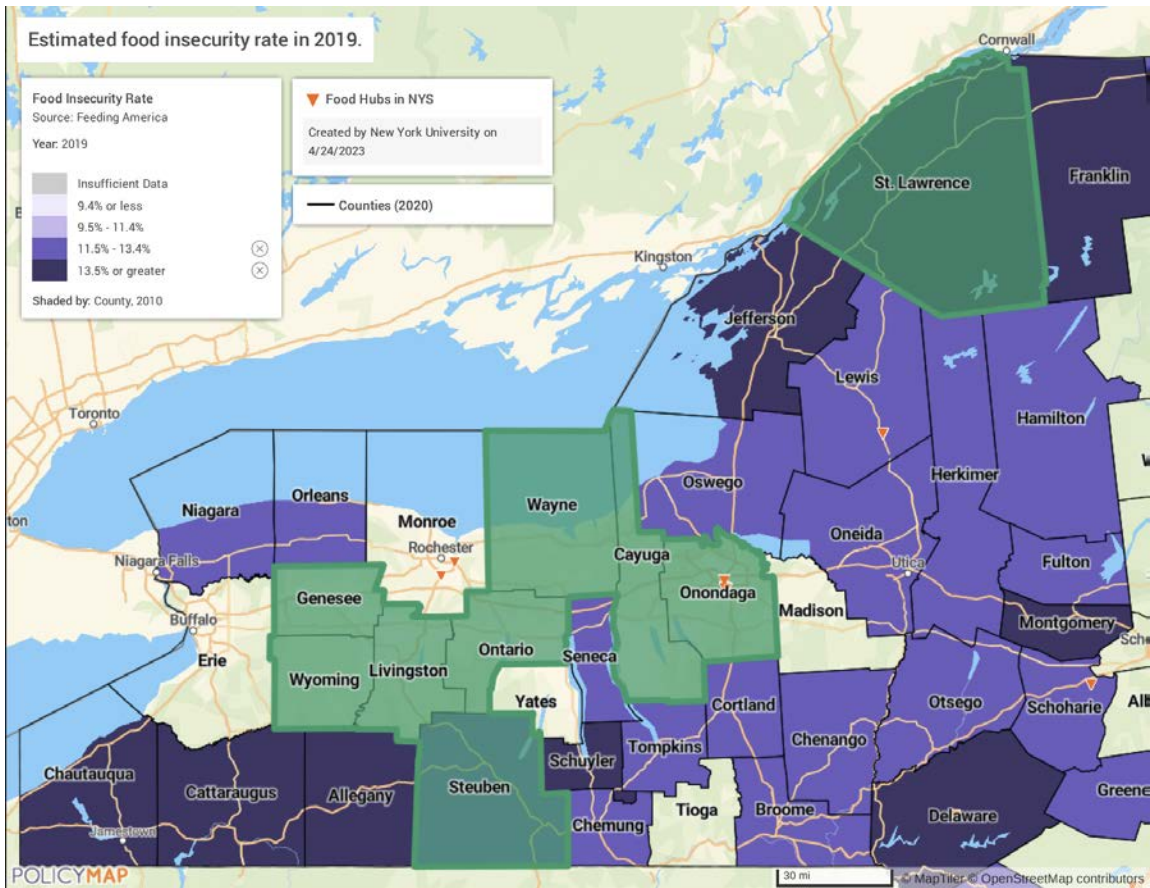 Estimated food insecurity rate in 2019.
Food Insecurity Rate
Source: Feeding America
Year: 2019
Insufficient Data
9.4% or less
9.5% - 11.4%
11.5% - 13.4%
13.5% or greater
Shaded by: County, 2010
Food Hubs in NYS
Created by New York University on
4/24/2023
Counties (2020)
Cornwall
St. Lawrence
Franklin
Kingston
Jefferson
Lewis
Hamilton
Toronto
Herkimer
Oswego
Wayne
Orleans
Niagara
Monroe
Oneida
ton
Rochester
Cayuga
Niagara Falls
Utica
Fulton
Genesee
Onondaga
Madison
Buffalo
Montgomery
Sch
Ontario
Seneca
Erie
Livingston
Wyoming
Yates
Cortland
Otsego
Schoharie
Alb
Chenango
Tompkins
Schuyler
Chautauqua
Cattaraugus
Allegany
Steuben
Greene
Tioga
Broome
Delaware
Chemung
Jamestown
POLICYMAP
30 mi
© MapTiler © OpenStreetMap contributors